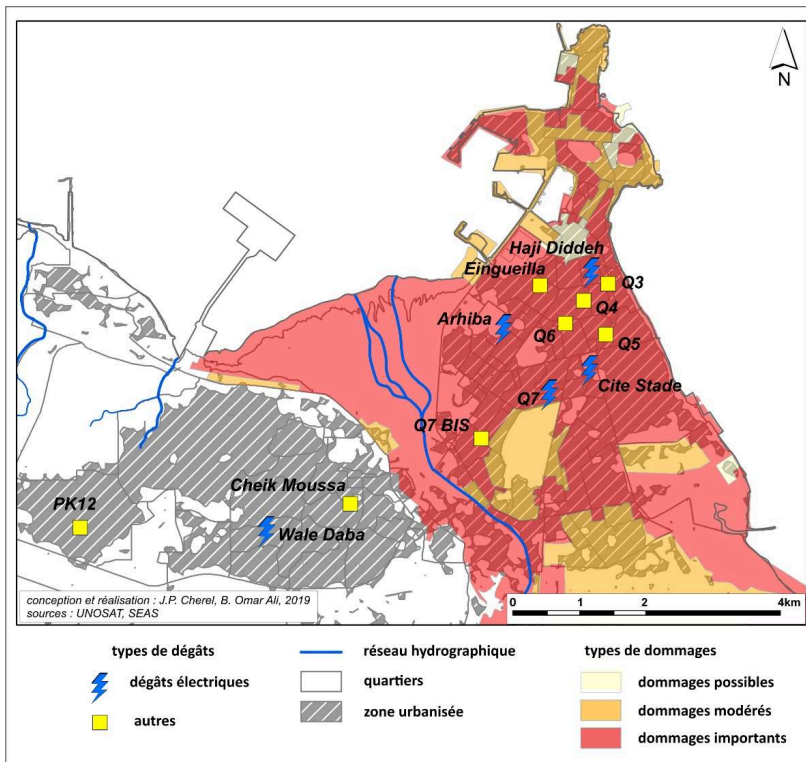 N
Haji Diddeh
Eingueilla
Q3
Q4
Arhiba
Q6
Q5
Cite Stade
Q7
Q7 BIS
Cheik Moussa
PK12
Wale Daba
conception et réalisation : J.P. Cherel, B. Omar Ali, 2019
sources : UNOSAT, SEAS
0 1 2 4km
types de dégâts
dégâts électriques
autres
réseau hydrographique
quartiers
zone urbanisée
types de dommages
dommages possibles
dommages modérés
dommages importants